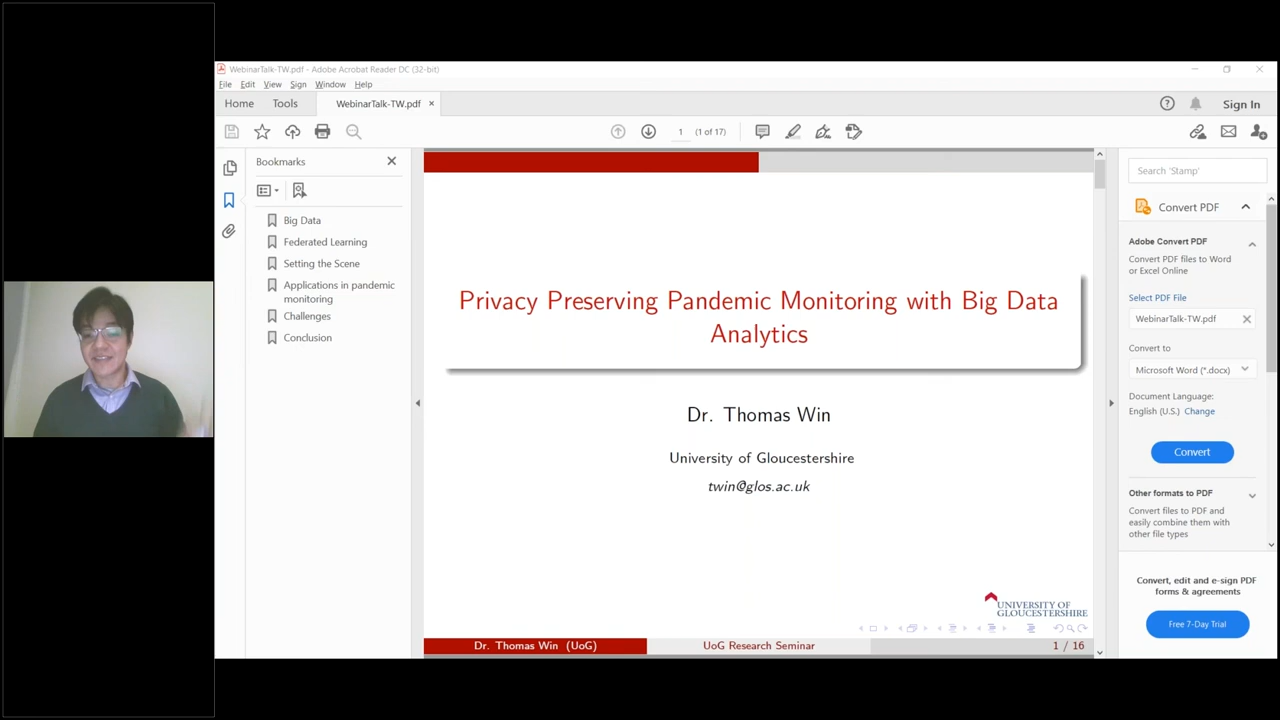 WebinarTalk-TW.pdf - Adobe Acrobat Reader DC (32-bit)
File Edit View Sign Window Help
Home Tools WebinarTalk-TW.pdf × Sign In
1 (1 of 17)
Bookmarks
Big Data
Federated Learning
Setting the Scene
Applications in pandemic
monitoring
Challenges
Conclusion
Privacy Preserving Pandemic Monitoring with Big Data
Analytics
Dr. Thomas Win
University of Gloucestershire
twin@glos.ac.uk
UNIVERSITY OF
GLOUCESTERSHIRE
Dr. Thomas Win (UoG) UoG Research Seminar 1 / 16
Search 'Stamp'
Convert PDF
Adobe Convert PDF
Convert PDF files to Word
or Excel Online
Select PDF File
WebinarTalk-TW.pdf
Convert to
Microsoft Word (*.docx)
Document Language:
English (U.S.) Change
Convert
Other formats to PDF
Convert files to PDF and
easily combine them with
other file types
Convert, edit and e-sign PDF
forms & agreements
Free 7-Day Trial